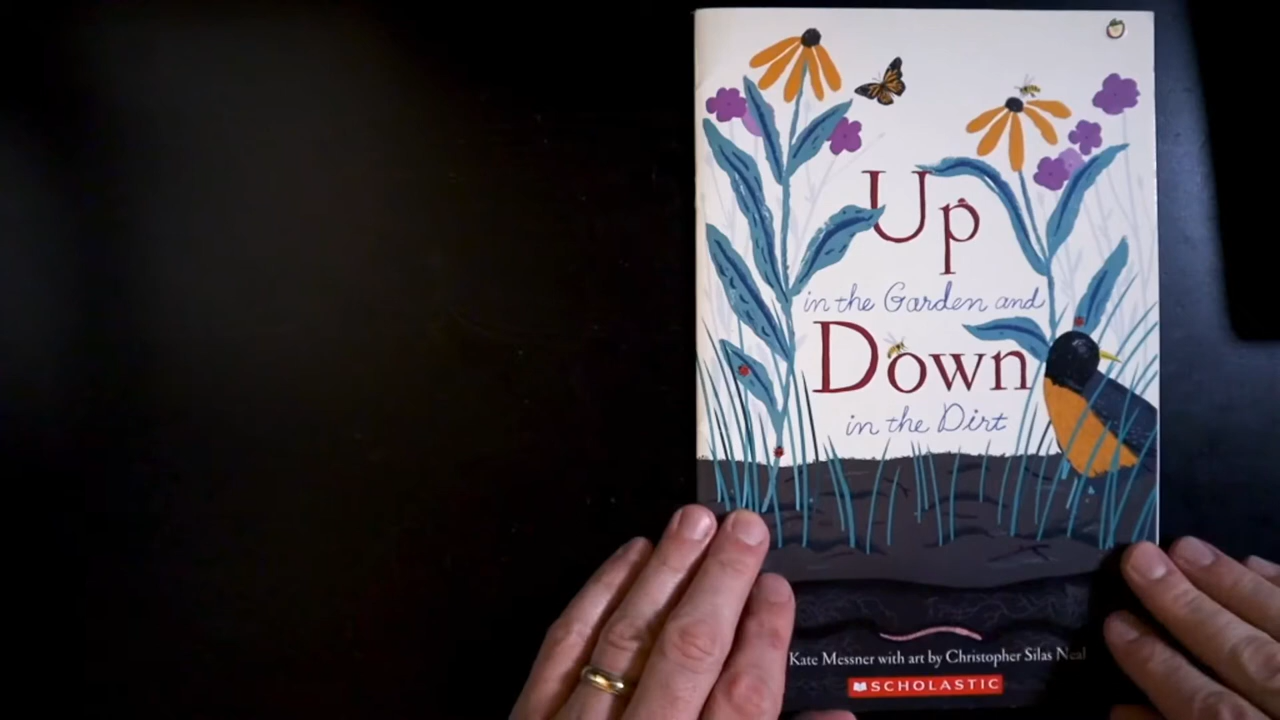 Up
in the Garden and
Down
in the Dirt
Kate Messner with art by Christopher Silas Neal
SCHOLASTIC